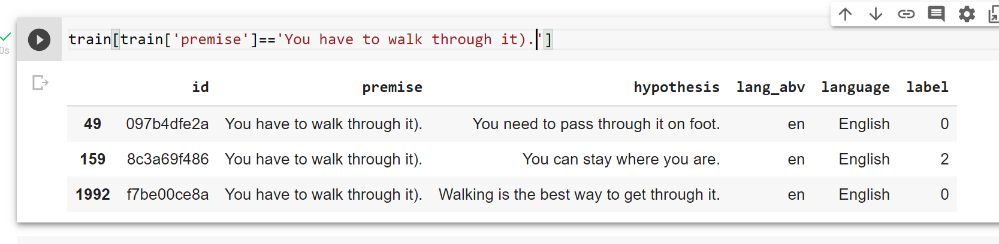 train[train['premise']=='You have to walk through it).']
0s
id premise hypothesis lang_abv language label
49 097b4dfe2a You have to walk through it). You need to pass through it on foot. en English 0
159 8c3a69f486 You have to walk through it). You can stay where you are. en English 2
1992 f7be00ce8a You have to walk through it). Walking is the best way to get through it. en English 0